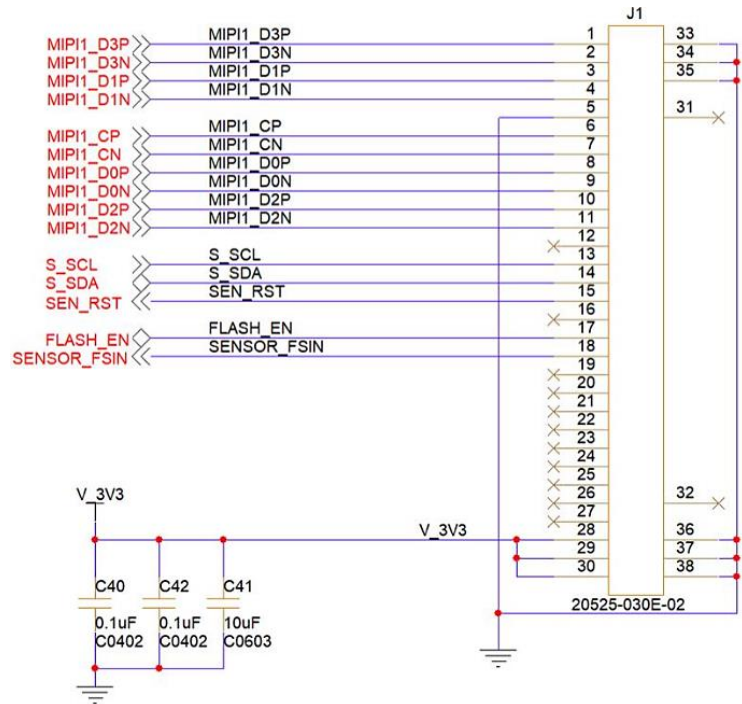 J1
MIPI1_D3P MIPI1_D3P 1 33
MIPI1_D3N MIPI1_D3N 2 34
MIPI1_D1P MIPI1_D1P 3 35
MIPI1_D1N MIPI1_D1N 4
5 31
MIPI1_CP MIPI1_CP 6
MIPI1_CN MIPI1_CN 7
MIPI1_D0P MIPI1_D0P 8
MIPI1_D0N MIPI1_D0N 9
MIPI1_D2P MIPI1_D2P 10
MIPI1_D2N MIPI1_D2N 11
12
S_SCL S_SCL 13
S_SDA S_SDA 14
SEN_RST SEN_RST 15
16
FLASH_EN FLASH_EN 17
SENSOR_FSIN SENSOR_FSIN 18
19
20
21
22
23
24
25
26 32
27
V_3V3 V_3V3 28 36
29 37
30 38
C40 C42 C41
0.1uF 0.1uF 10uF
C0402 C0402 C0603
20525-030E-02